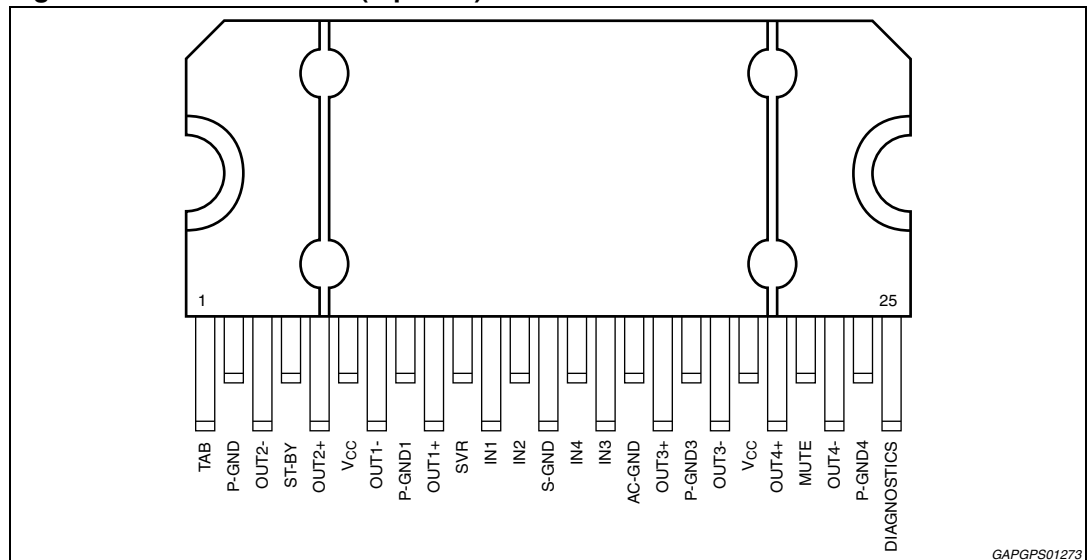 1
25
TAB
P-GND
OUT2-
ST-BY
OUT2+
VCC
OUT1-
P-GND1
OUT1+
SVR
IN1
IN2
S-GND
IN4
IN3
AC-GND
OUT3+
P-GND3
OUT3-
VCC
OUT4+
MUTE
OUT4-
P-GND4
DIAGNOSTICS
GAPGPS01273